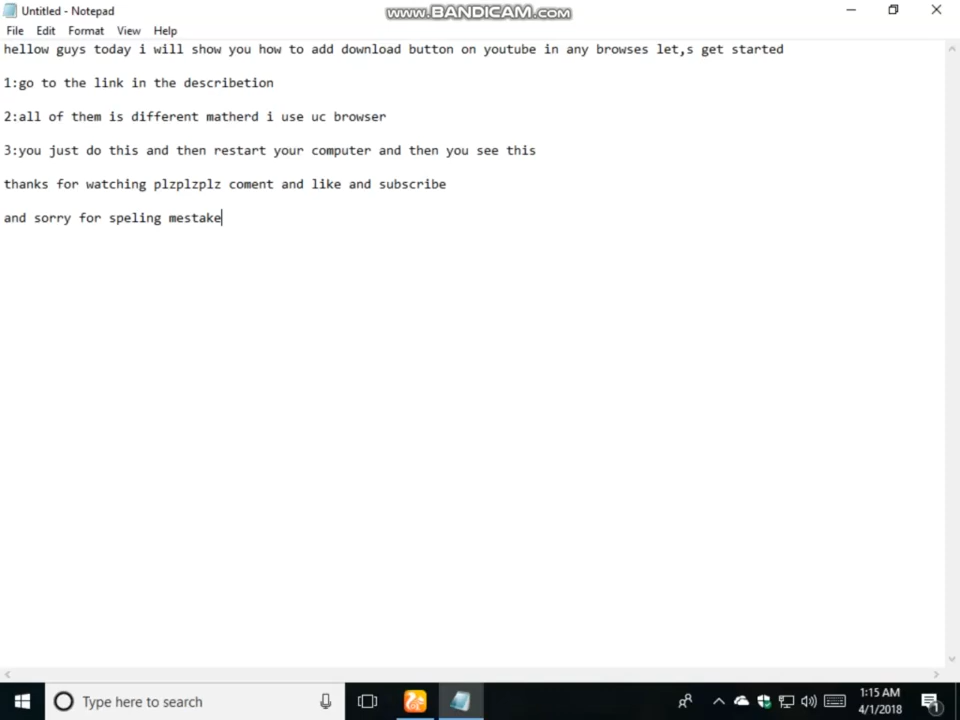 Untitled - Notepad
www.BANDICAM.com
File Edit Format View Help
hellow guys today i will show you how to add download button on youtube in any browses let,s get started
1:go to the link in the describetion
2:all of them is different matherd i use uc browser
3:you just do this and then restart your computer and then you see this
thanks for watching plzplzplz coment and like and subscribe
and sorry for speling mestake
Type here to search
1:15 AM
4/1/2018
1